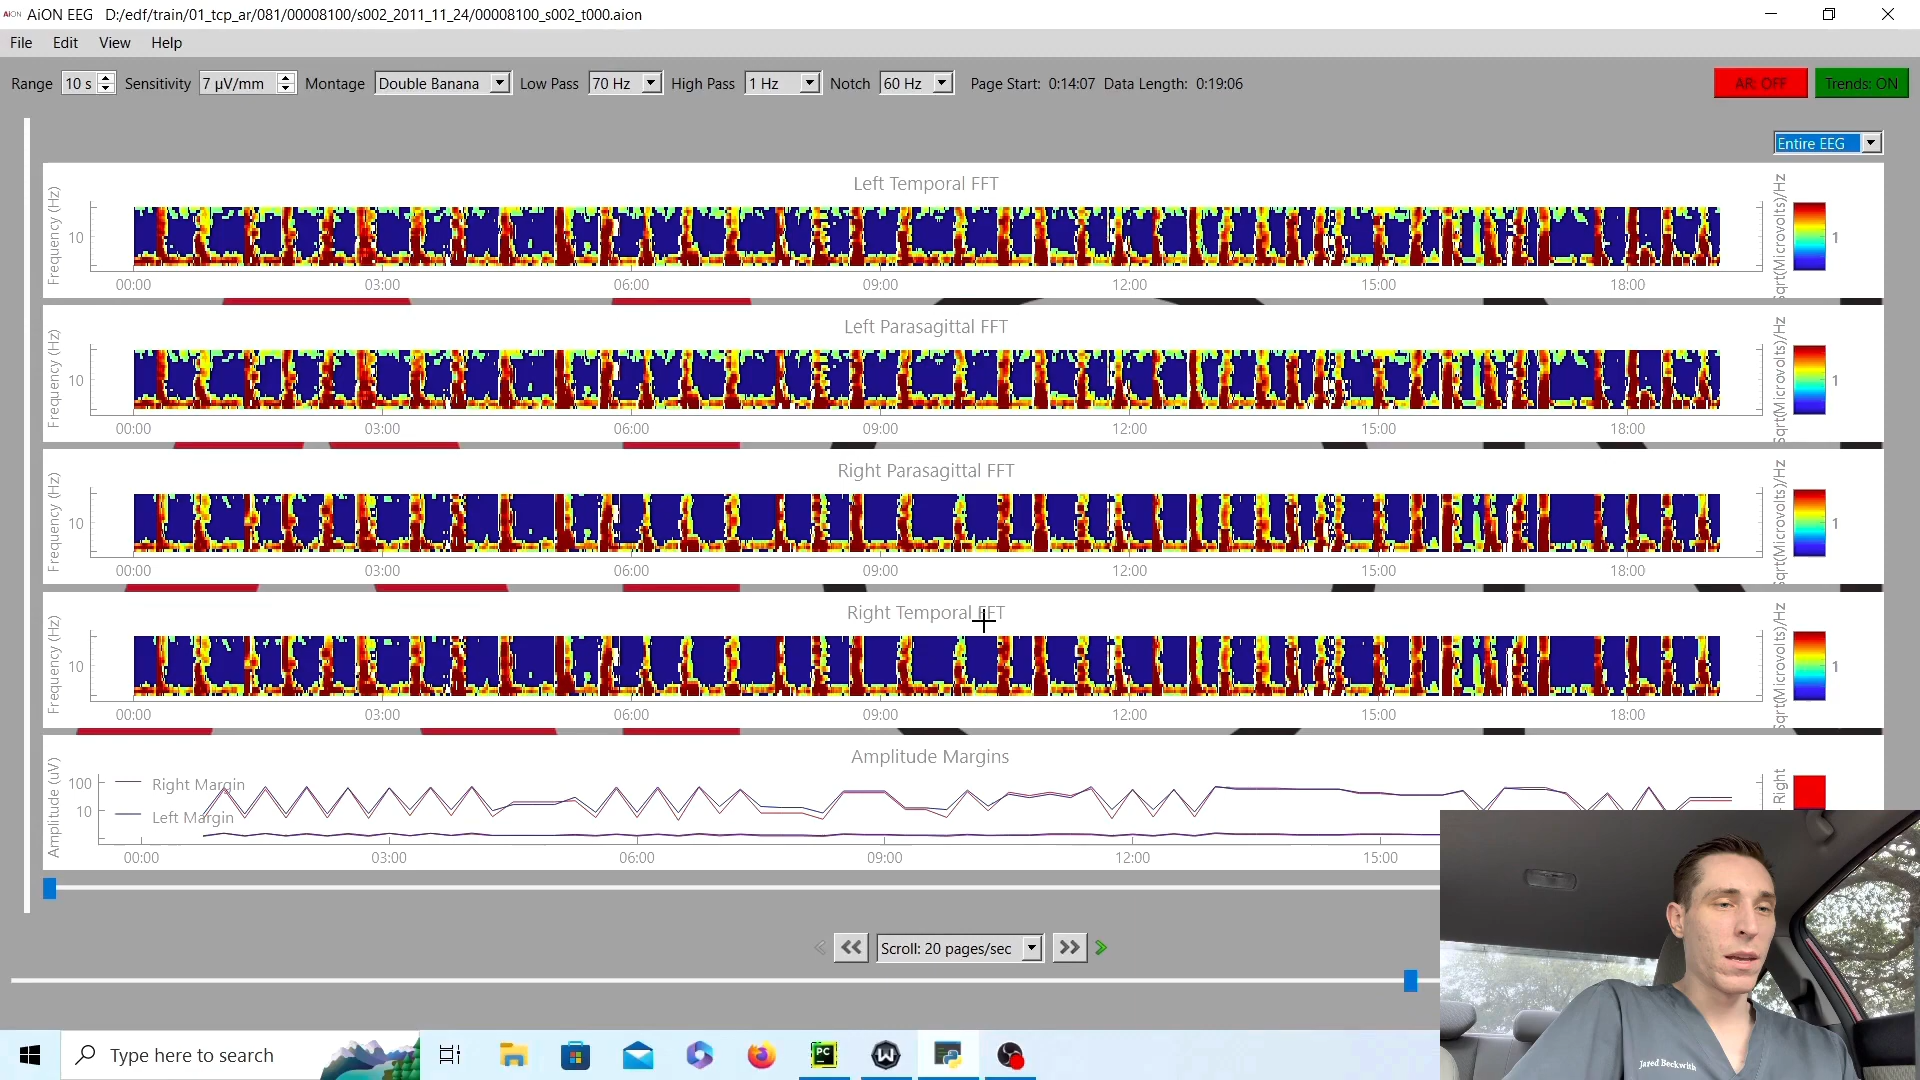 AiON AiON EEG D:/edf/train/01_tcp_ar/081/00008100/s002_2011_11_24/00008100_s002_t000.aion
File Edit View Help
Range 10 s Sensitivity 7 µV/mm Montage Double Banana Low Pass 70 Hz High Pass 1 Hz Notch 60 Hz Page Start: 0:14:07 Data Length: 0:19:06 AR: OFF Trends: ON
Entire EEG
Left Temporal FFT
Frequency (Hz)
10
00:00 03:00 06:00 09:00 12:00 15:00 18:00
Sqrt(Microvolts)/Hz
1
Left Parasagittal FFT
Frequency (Hz)
10
00:00 03:00 06:00 09:00 12:00 15:00 18:00
Sqrt(Microvolts)/Hz
1
Right Parasagittal FFT
Frequency (Hz)
10
00:00 03:00 06:00 09:00 12:00 15:00 18:00
Sqrt(Microvolts)/Hz
1
Right Temporal FFT
Frequency (Hz)
10
00:00 03:00 06:00 09:00 12:00 15:00 18:00
Sqrt(Microvolts)/Hz
1
Amplitude Margins
Amplitude (uV)
100
10
Right Margin
Left Margin
00:00 03:00 06:00 09:00 12:00 15:00
Right
Scroll: 20 pages/sec
Type here to search
PC
W
Jared Beckwith